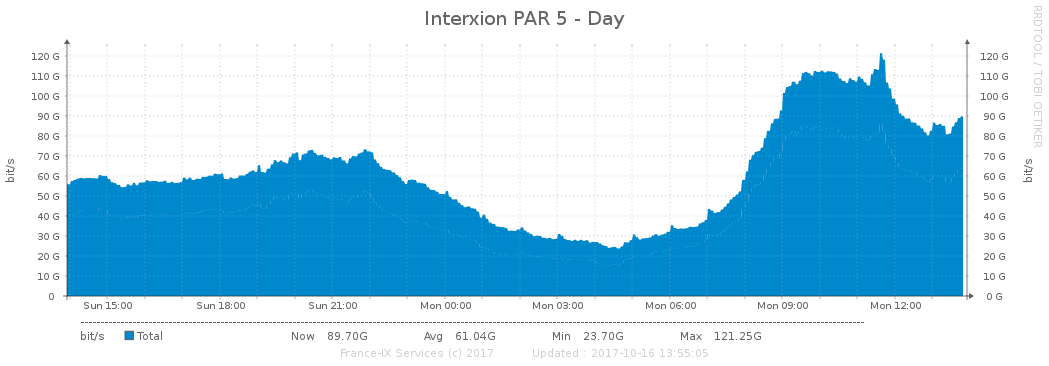 Interxion PAR 5 - Day
RRDTOOL / TOBI OETIKER
bit/s
120 G 120 G
110 G 110 G
100 G 100 G
90 G 90 G
80 G 80 G
70 G 70 G
60 G 60 G
50 G 50 G
40 G 40 G
30 G 30 G
20 G 20 G
10 G 10 G
0 0 G
bit/s
Sun 15:00 Sun 18:00 Sun 21:00 Mon 00:00 Mon 03:00 Mon 06:00 Mon 09:00 Mon 12:00
bit/s Total Now 89.70G Avg 61.04G Min 23.70G Max 121.25G
France-IX Services (c) 2017 Updated : 2017-10-16 13:55:05